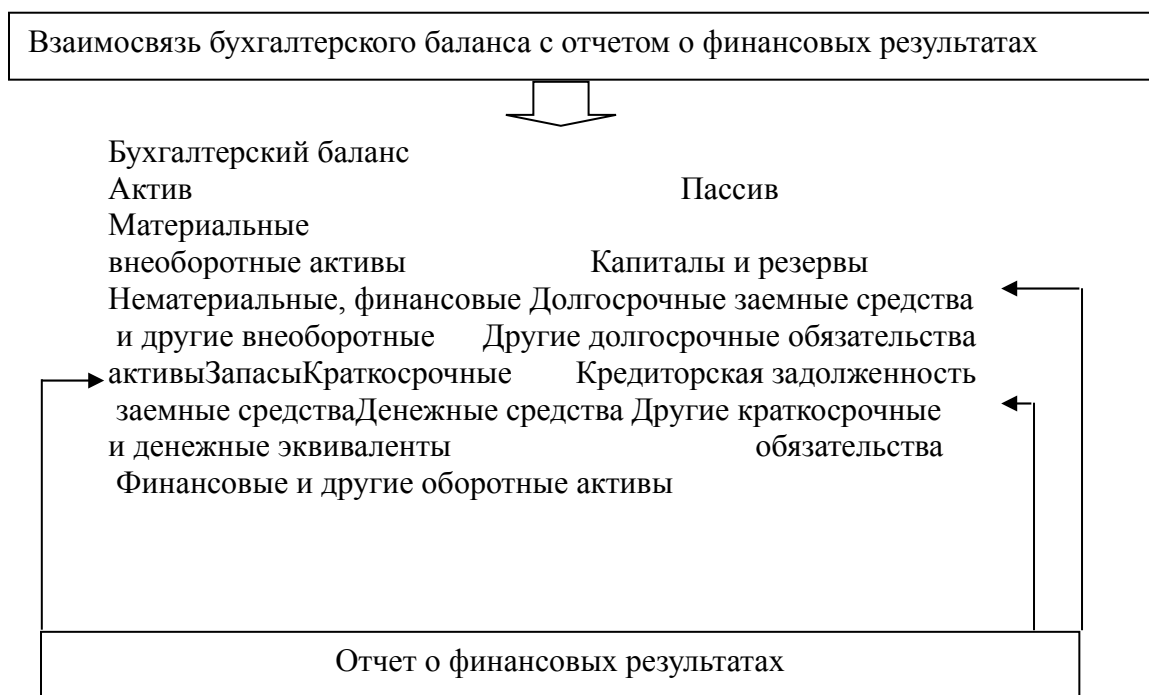 Взаимосвязь бухгалтерского баланса с отчетом о финансовых результатах
Бухгалтерский баланс
Актив Пассив
Материальные
внеоборотные активы Капиталы и резервы
Нематериальные, финансовые Долгосрочные заемные средства
и другие внеоборотные Другие долгосрочные обязательства
активыЗапасыКраткосрочные Кредиторская задолженность
заемные средстваДенежные средства Другие краткосрочные
и денежные эквиваленты обязательства
Финансовые и другие оборотные активы
Отчет о финансовых результатах